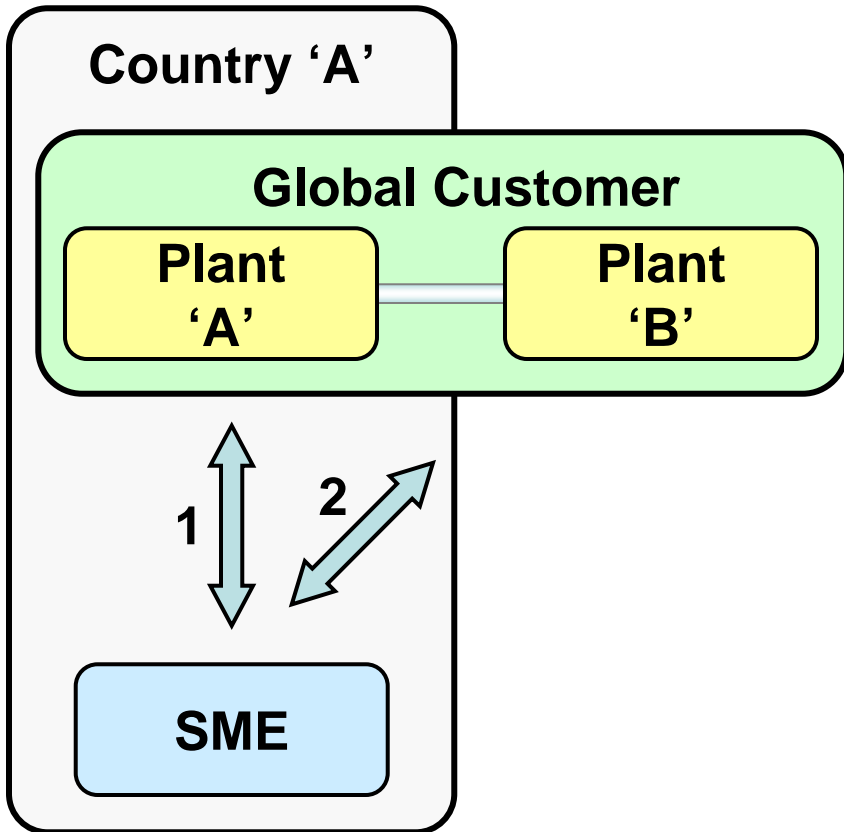 Country ‘A’
Global Customer
Plant
‘A’
Plant
‘B’
1
2
SME